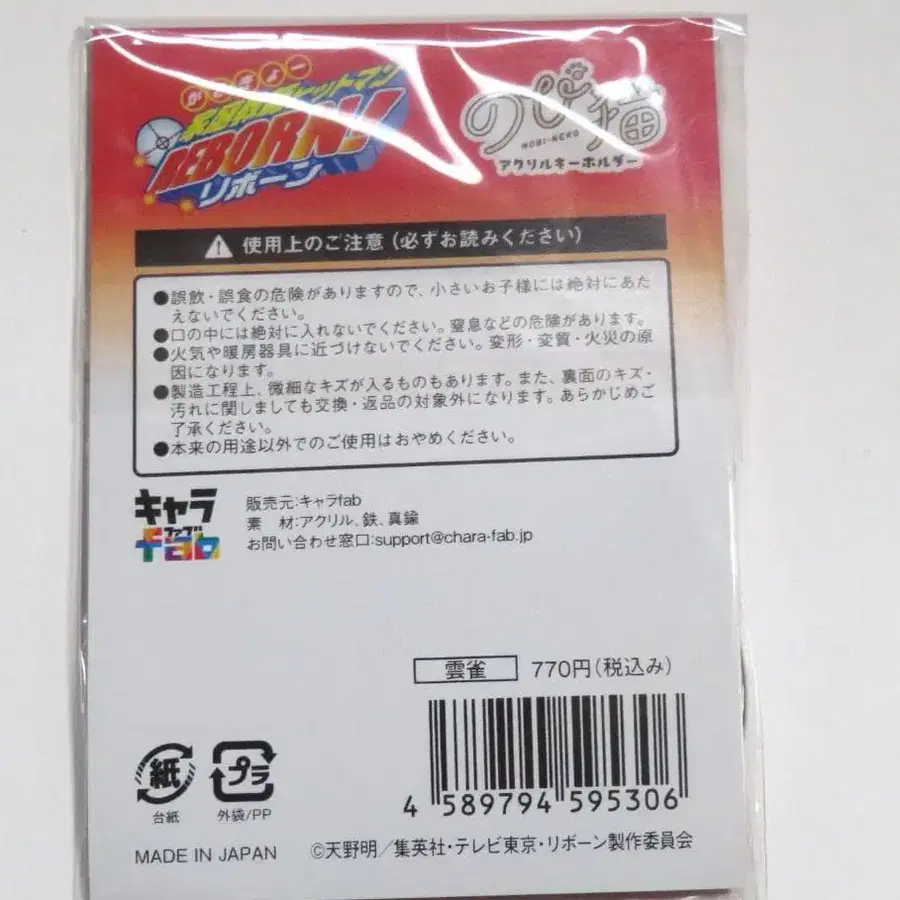 かてきょー
家庭教師ヒットマン
REBORN!
リボーン
のび猫
NOBI-NEKO
アクリルキーホルダー
使用上のご注意(必ずお読みください)
●誤飲・誤食の危険がありますので、小さいお子様には絶対にあた
えないでください。
●口の中には絶対に入れないでください。窒息などの危険があります。
●火気や暖房器具に近づけないでください。変形・変質・火災の原
因になります。
●製造工程上、微細なキズが入るものもあります。また、裏面のキズ・
汚れに関しましても交換・返品の対象外になります。あらかじめご
了承ください。
●本来の用途以外でのご使用はおやめください。
キャラ
ファブ
fab
販売元:キャラfab
素 材:アクリル、鉄、真鍮
お問い合わせ窓口:support@chara-fab.jp
雲雀 770円(税込み)
紙
台紙
プラ
外袋/PP
4 589794 595306
MADE IN JAPAN
©天野明/集英社・テレビ東京・リボーン製作委員会